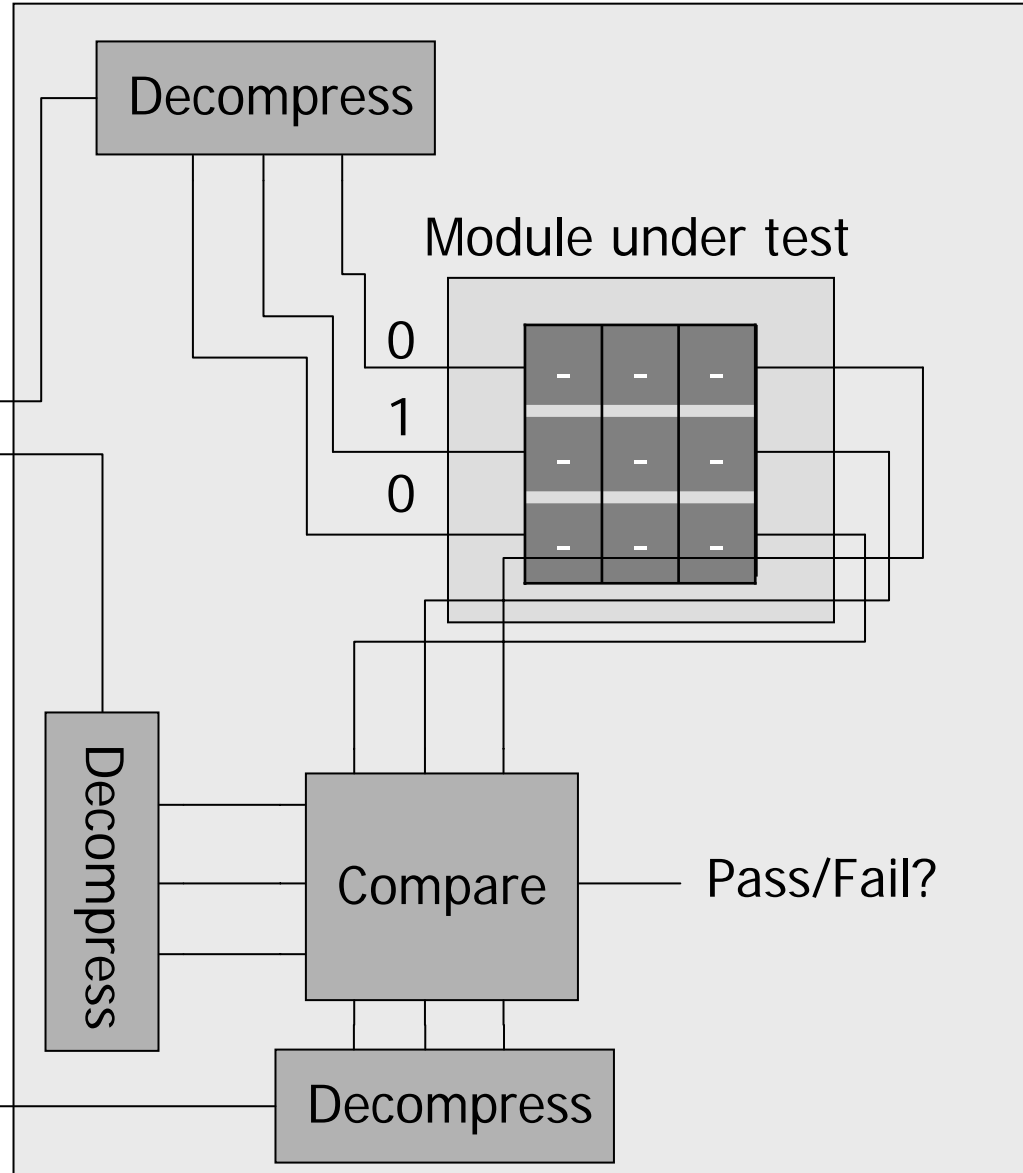 Decompress
Module under test
0
- - -
1
- - -
0
- - -
Decompress
Compare
Pass/Fail?
Decompress